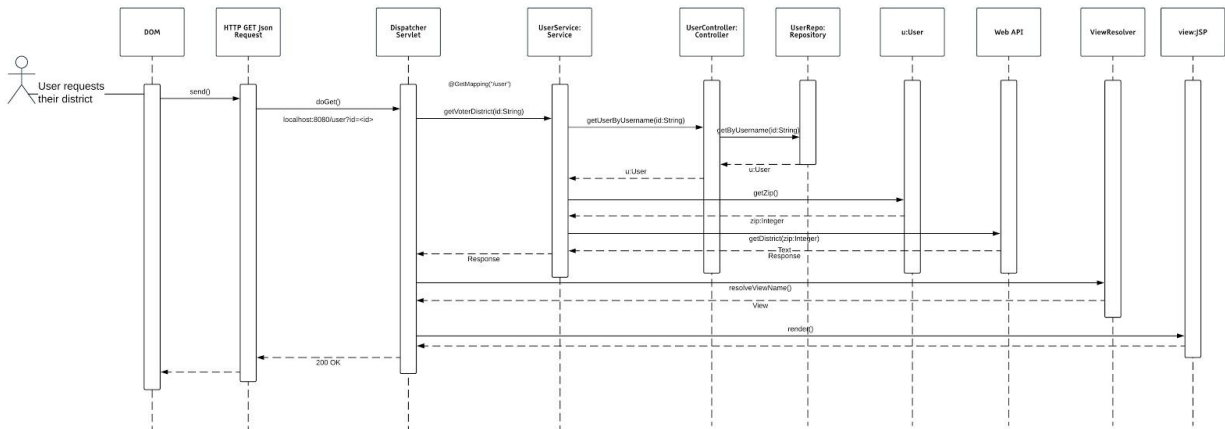 DOM
HTTP GET Json
Request
Dispatcher
Servlet
UserService:
Service
UserController:
Controller
UserRepo:
Repository
u:User
Web API
ViewResolver
view:JSP
User requests
their district
send()
doGet()
localhost:8080/user?id=<id>
@GetMapping("/user")
getVoterDistrict(id:String)
getUserByUsername(id:String)
getByUsername(id:String)
u:User
u:User
getZip()
zip:Integer
getDistrict(zip:Integer)
Text
Response
Response
resolveViewName()
View
render()
200 OK